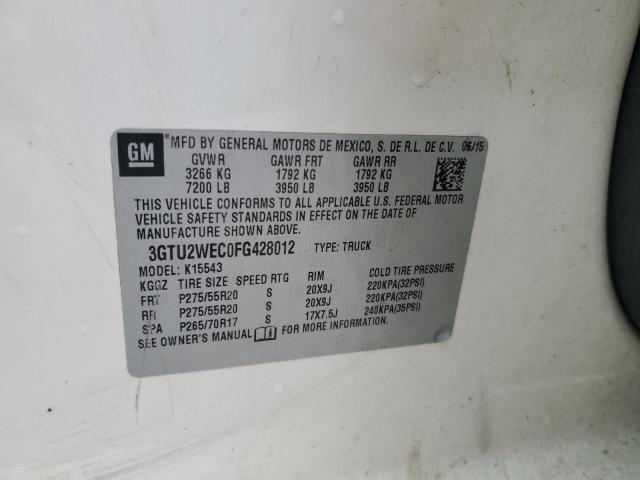 GM
*MFD BY GENERAL MOTORS DE MEXICO, S. DE R.L. DE C.V. 06/15
GVWR GAWR FRT GAWR RR
3266 KG 1792 KG 1792 KG
7200 LB 3950 LB 3950 LB
THIS VEHICLE CONFORMS TO ALL APPLICABLE U.S. FEDERAL MOTOR
VEHICLE SAFETY STANDARDS IN EFFECT ON THE DATE OF
MANUFACTURE SHOWN ABOVE.
3GTU2WEC0FG428012 TYPE: TRUCK
MODEL: K15543
KGGZ TIRE SIZE SPEED RTG RIM COLD TIRE PRESSURE
FRT P275/55R20 S 20X9J 220KPA(32PSI)
RR P275/55R20 S 20X9J 220KPA(32PSI)
SPA P265/70R17 S 17X7.5J 240KPA(35PSI)
SEE OWNER'S MANUAL FOR MORE INFORMATION.